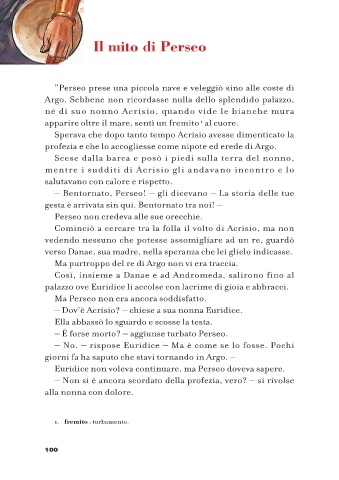 Il mito di Perseo
"Perseo prese una piccola nave e veleggiò sino alle coste di
Argo. Sebbene non ricordasse nulla dello splendido palazzo,
né di suo nonno Acrisio, quando vide le bianche mura
apparire oltre il mare, sentì un fremito¹ al cuore.
Sperava che dopo tanto tempo Acrisio avesse dimenticato la
profezia e che lo accogliesse come nipote ed erede di Argo.
Scese dalla barca e posò i piedi sulla terra del nonno,
mentre i sudditi di Acrisio gli andavano incontro e lo
salutavano con calore e rispetto.
– Bentornato, Perseo! – gli dicevano – La storia delle tue
gesta è arrivata sin qui. Bentornato tra noi! –
Perseo non credeva alle sue orecchie.
Cominciò a cercare tra la folla il volto di Acrisio, ma non
vedendo nessuno che potesse assomigliare ad un re, guardò
verso Danae, sua madre, nella speranza che lei glielo indicasse.
Ma purtroppo del re di Argo non vi era traccia.
Così, insieme a Danae e ad Andromeda, salirono fino al
palazzo ove Euridice li accolse con lacrime di gioia e abbracci.
Ma Perseo non era ancora soddisfatto.
– Dov'è Acrisio? – chiese a sua nonna Euridice.
Ella abbassò lo sguardo e scosse la testa.
– È forse morto? – aggiunse turbato Perseo.
– No. – rispose Euridice – Ma è come se lo fosse. Pochi
giorni fa ha saputo che stavi tornando in Argo. –
Euridice non voleva continuare, ma Perseo doveva sapere.
– Non si è ancora scordato della profezia, vero? – si rivolse
alla nonna con dolore.
1. fremito : turbamento.
100